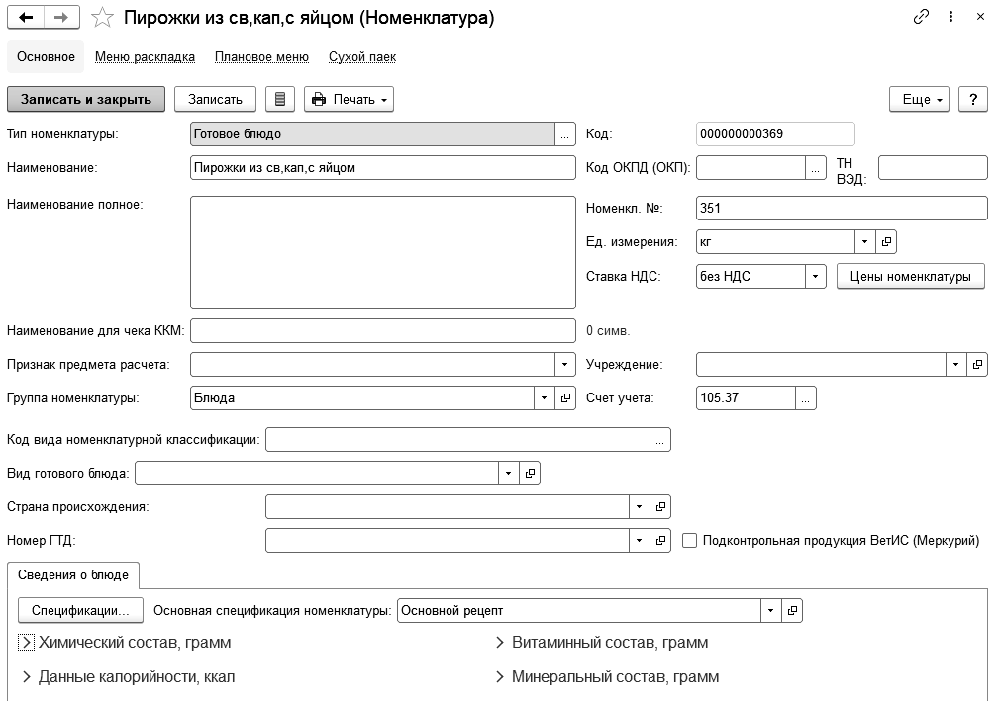 Пирожки из св,кап,с яйцом (Номенклатура)
Основное Меню раскладка Плановое меню Сухой паек
Записать и закрыть Записать Печать Еще ?
Тип номенклатуры: Готовое блюдо ... Код: 000000000369
Наименование: Пирожки из св,кап,с яйцом Код ОКПД (ОКП): ... ТН ВЭД:
Наименование полное: Номенкл. №: 351
Ед. измерения: кг
Ставка НДС: без НДС Цены номенклатуры
Наименование для чека ККМ: 0 симв.
Признак предмета расчета: Учреждение:
Группа номенклатуры: Блюда Счет учета: 105.37 ...
Код вида номенклатурной классификации: ...
Вид готового блюда:
Страна происхождения:
Номер ГТД: Подконтрольная продукция ВетИС (Меркурий)
Сведения о блюде
Спецификации... Основная спецификация номенклатуры: Основной рецепт
Химический состав, грамм Витаминный состав, грамм
Данные калорийности, ккал Минеральный состав, грамм